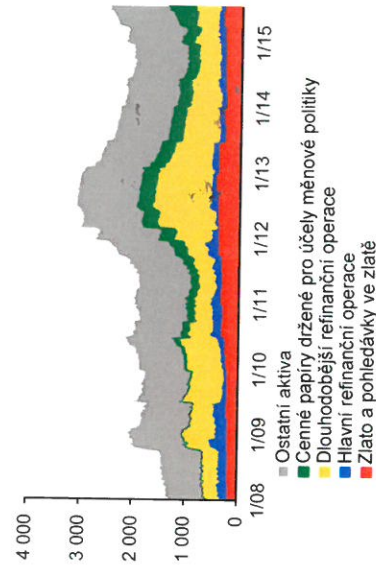 4 000
3 000
2 000
1 000
0
1/08 1/09 1/10 1/11 1/12 1/13 1/14 1/15
Ostatní aktiva
Cenné papíry držené pro účely měnové politiky
Dlouhodobější refinanční operace
Hlavní refinanční operace
Zlato a pohledávky ve zlatě